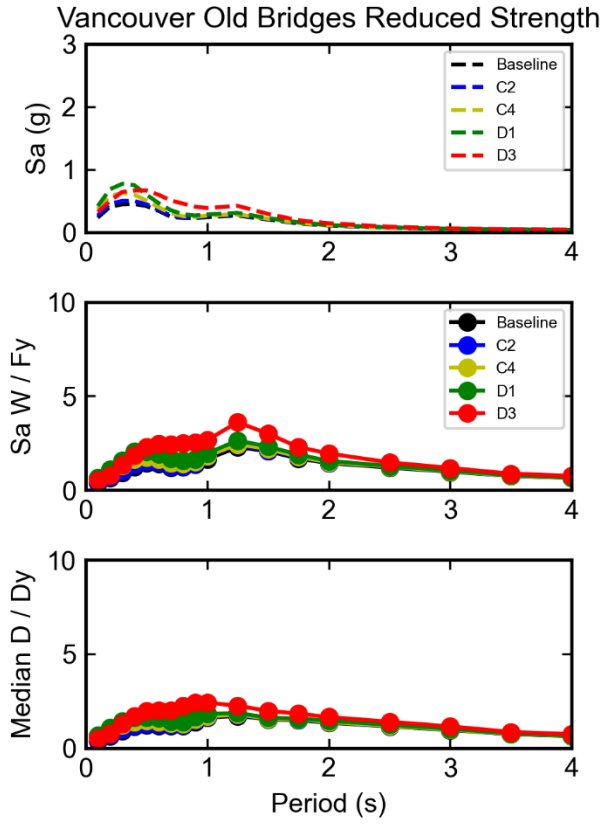 Vancouver Old Bridges Reduced Strength
3
2
1
0
Sa (g)
Baseline
C2
C4
D1
D3
0 1 2 3 4
10
5
0
Sa W / Fy
Baseline
C2
C4
D1
D3
0 1 2 3 4
10
5
0
Median D / Dy
0 1 2 3 4
Period (s)